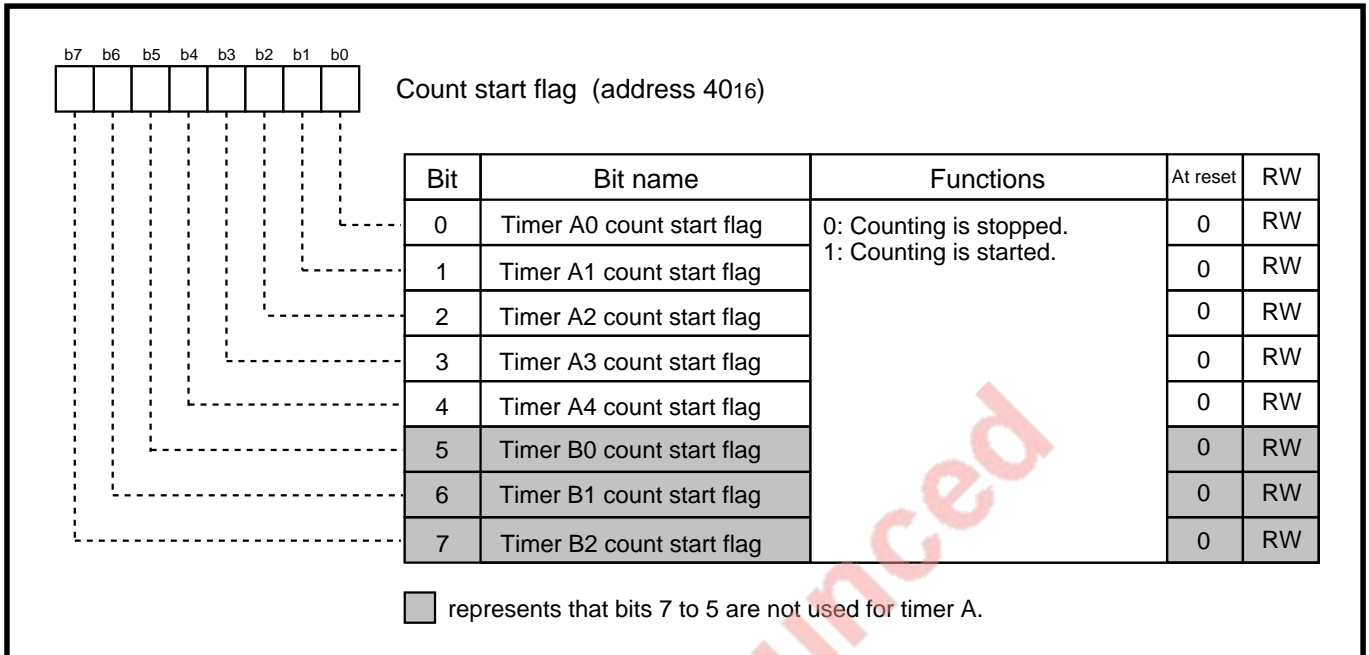 b7 b6 b5 b4 b3 b2 b1 b0
Count start flag (address 4016)
Bit Bit name Functions At reset RW
0 Timer A0 count start flag 0: Counting is stopped. 0 RW
1: Counting is started.
1 Timer A1 count start flag 0 RW
2 Timer A2 count start flag 0 RW
3 Timer A3 count start flag 0 RW
4 Timer A4 count start flag 0 RW
5 Timer B0 count start flag 0 RW
6 Timer B1 count start flag 0 RW
7 Timer B2 count start flag 0 RW
represents that bits 7 to 5 are not used for timer A.